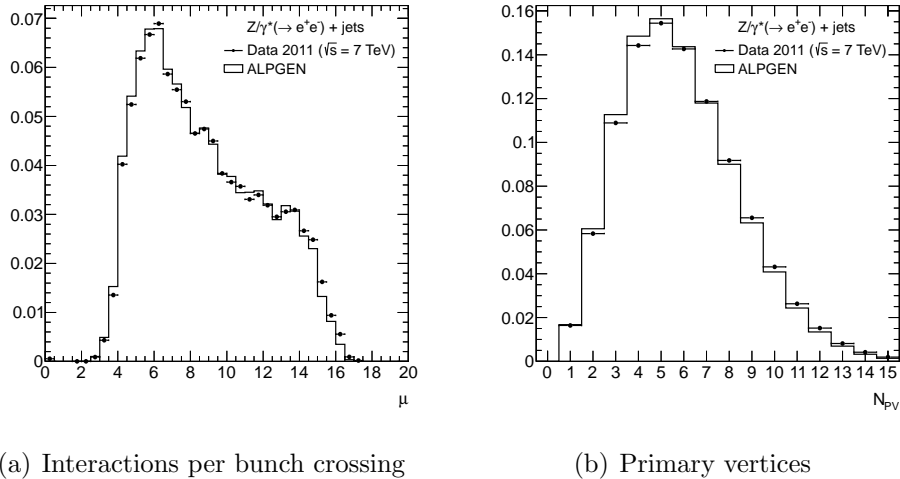 Z/γ*(→ e⁺e⁻) + jets
Data 2011 (√s = 7 TeV)
ALPGEN
0.07
0.06
0.05
0.04
0.03
0.02
0.01
0
0 2 4 6 8 10 12 14 16 18 20
μ
(a) Interactions per bunch crossing
Z/γ*(→ e⁺e⁻) + jets
Data 2011 (√s = 7 TeV)
ALPGEN
0.16
0.14
0.12
0.1
0.08
0.06
0.04
0.02
0
0 1 2 3 4 5 6 7 8 9 10 11 12 13 14 15
N_PV
(b) Primary vertices